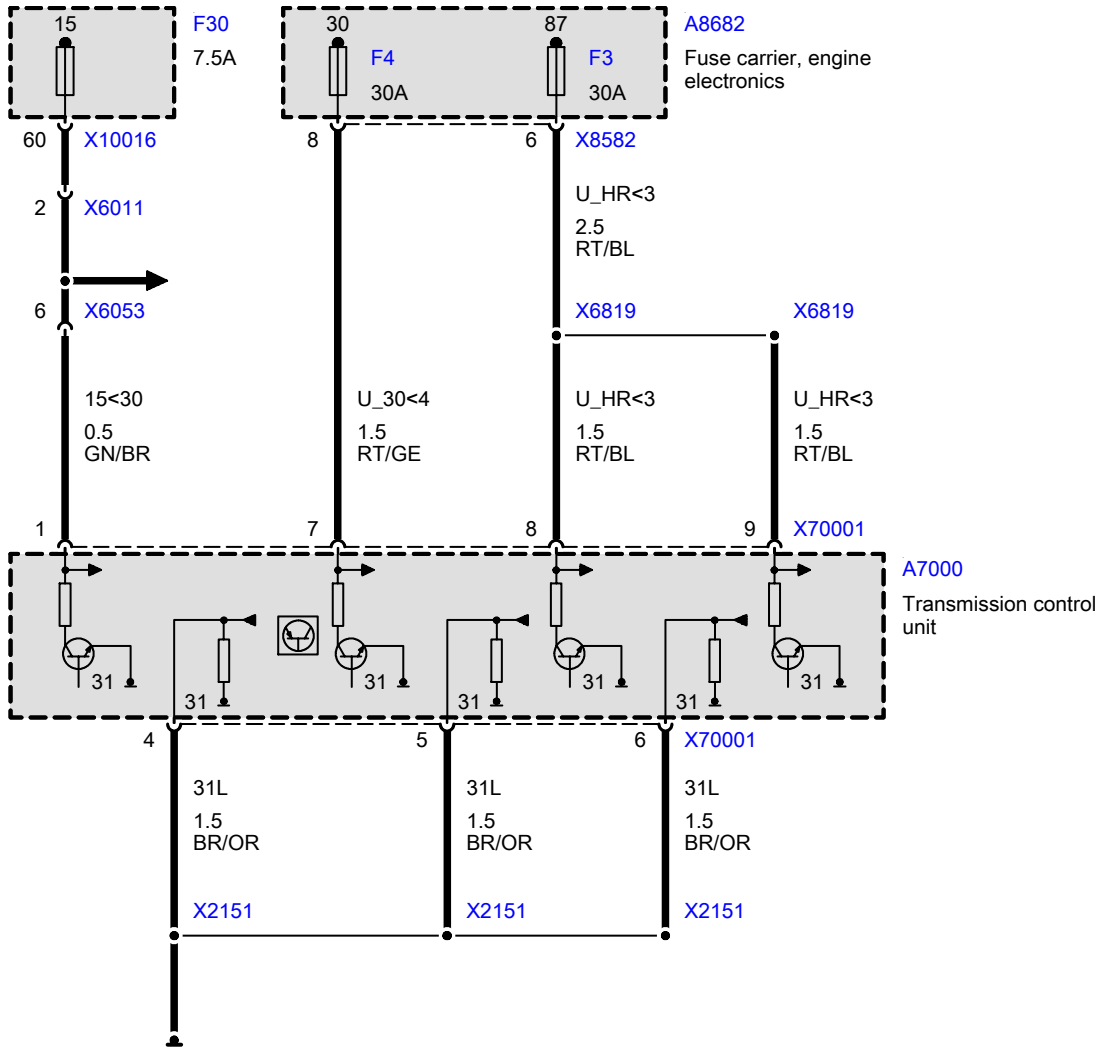 15 F30 30 87 A8682
7.5A F4 F3 Fuse carrier, engine
electronics
30A 30A
60 X10016 8 6 X8582
2 X6011 U_HR<3
2.5
RT/BL
6 X6053 X6819 X6819
15<30 U_30<4 U_HR<3 U_HR<3
0.5 1.5 1.5 1.5
GN/BR RT/GE RT/BL RT/BL
1 7 8 9 X70001
A7000
Transmission control
unit
31 31 31 31
31 31 31
4 5 6 X70001
31L 31L 31L
1.5 1.5 1.5
BR/OR BR/OR BR/OR
X2151 X2151 X2151